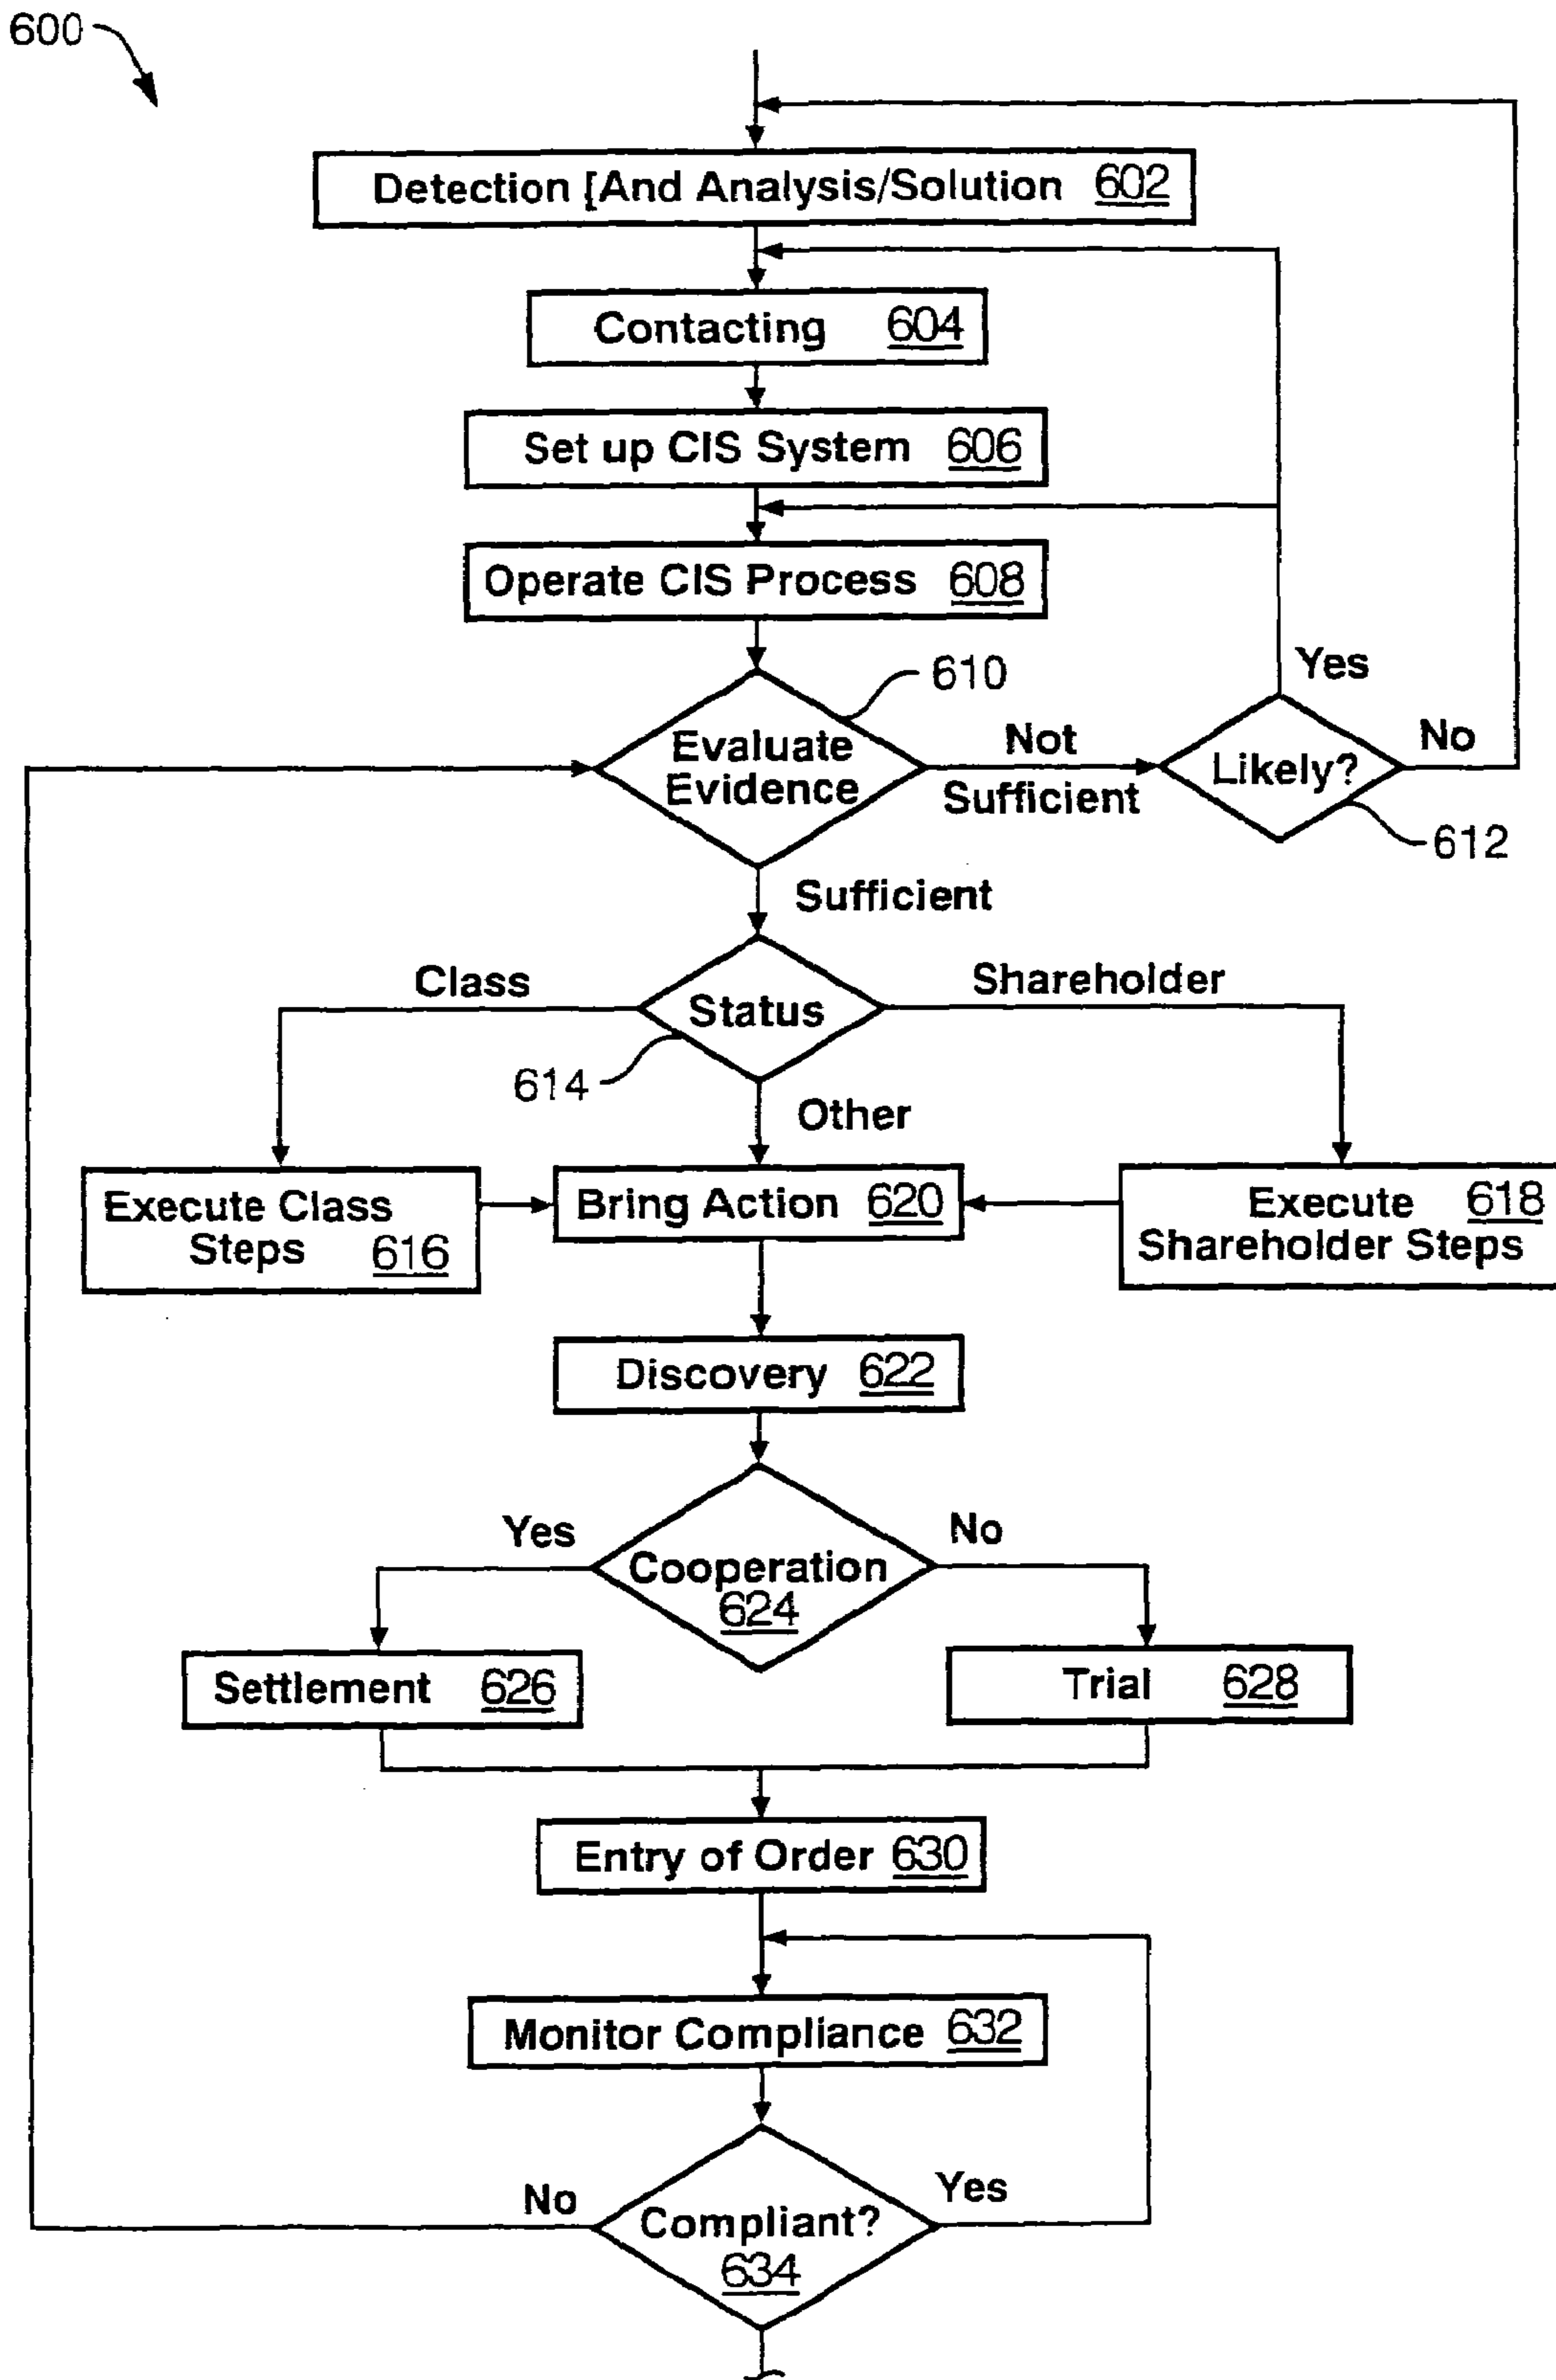 600
Detection [And Analysis/Solution 602
Contacting 604
Set up CIS System 606
Operate CIS Process 608
610
Yes
Evaluate
Evidence
Not
Sufficient
Likely?
No
612
Sufficient
Class
Status
Shareholder
614
Other
Execute Class
Steps 616
Bring Action 620
Execute 618
Shareholder Steps
Discovery 622
Yes
Cooperation
624
No
Settlement 626
Trial 628
Entry of Order 630
Monitor Compliance 632
No
Compliant?
634
Yes